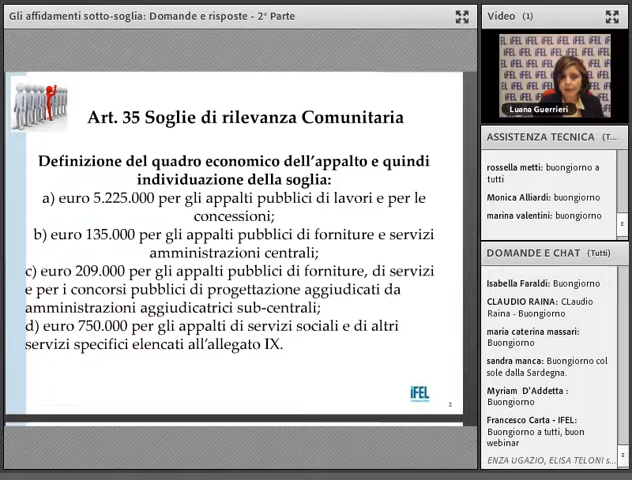 Gli affidamenti sotto-soglia: Domande e risposte - 2° Parte
Art. 35 Soglie di rilevanza Comunitaria
Definizione del quadro economico dell'appalto e quindi
individuazione della soglia:
a) euro 5.225.000 per gli appalti pubblici di lavori e per le
concessioni;
b) euro 135.000 per gli appalti pubblici di forniture e servizi
amministrazioni centrali;
c) euro 209.000 per gli appalti pubblici di forniture, di servizi
e per i concorsi pubblici di progettazione aggiudicati da
amministrazioni aggiudicatrici sub-centrali;
d) euro 750.000 per gli appalti di servizi sociali e di altri
servizi specifici elencati all'allegato IX.
iFEL
2
Video (1)
iFEL iFEL iFEL iFEL
Luana Guerrieri
ASSISTENZA TECNICA (T...
rossella metti: buongiorno a
tutti
Monica Alliardi: buongiorno
marina valentini: buongiorno
DOMANDE E CHAT (Tutti)
Isabella Faraldi: Buongiorno
CLAUDIO RAINA: CLaudio
Raina - Buongiorno
maria caterina massari:
Buongiorno
sandra manca: Buongiorno col
sole dalla Sardegna.
Myriam D'Addetta :
Buongiorno
Francesco Carta - IFEL:
Buongiorno a tutti, buon
webinar
ENZA UGAZIO, ELISA TELONI s...